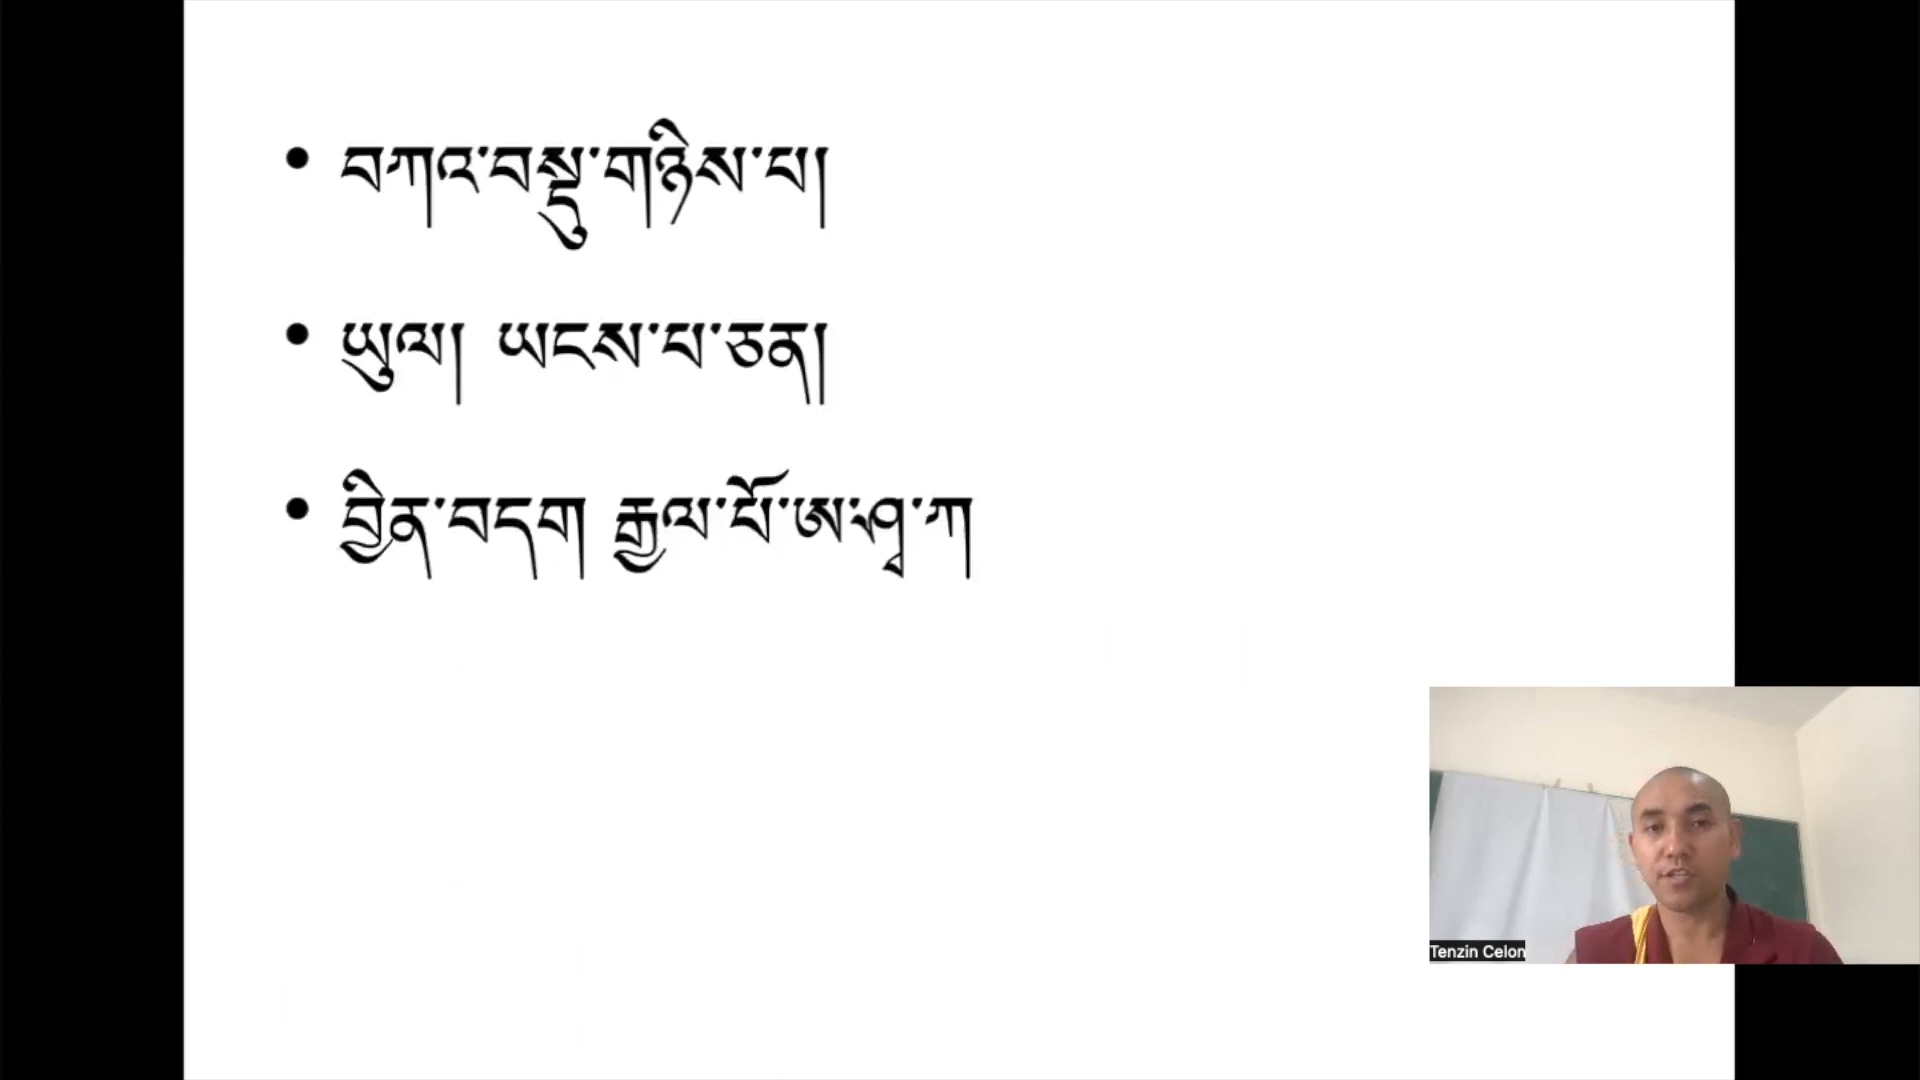 • བཀའ་བསྡུ་གཉིས་པ།
• ཡུལ། ཡངས་པ་ཅན།
• བྱིན་བདག རྒྱལ་པོ་ཨ་ཤྭ་ཀ
Tenzin Celon